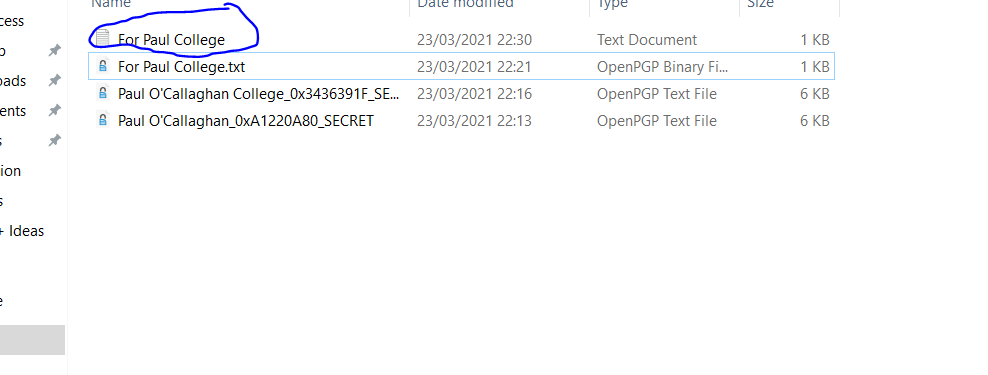 Name Date modified Type Size
cess For Paul College 23/03/2021 22:30 Text Document 1 KB
For Paul College.txt 23/03/2021 22:21 OpenPGP Binary Fi... 1 KB
oads Paul O'Callaghan College_0x3436391F_SE... 23/03/2021 22:16 OpenPGP Text File 6 KB
ents Paul O'Callaghan_0xA1220A80_SECRET 23/03/2021 22:13 OpenPGP Text File 6 KB
s
ion
s
+ Ideas
e